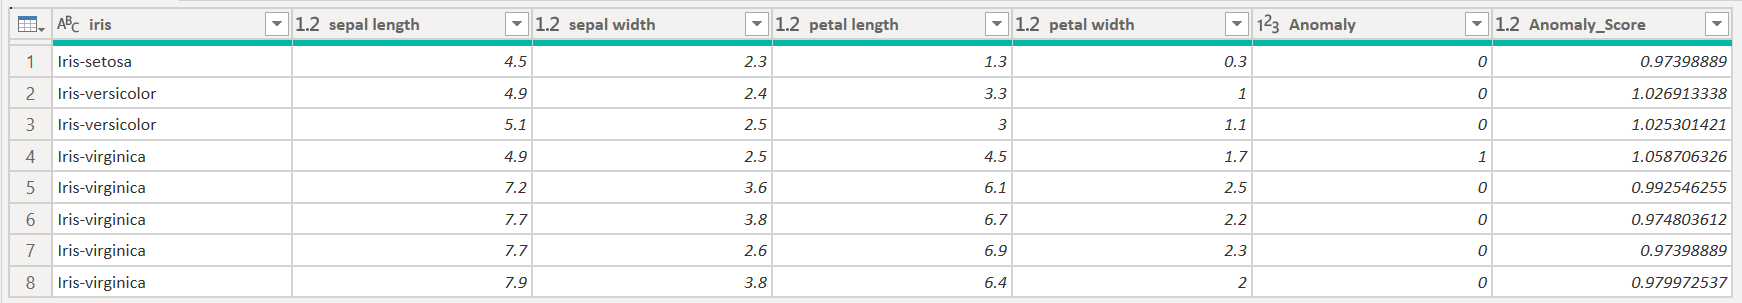 ABC iris 1.2 sepal length 1.2 sepal width 1.2 petal length 1.2 petal width 123 Anomaly 1.2 Anomaly_Score
1 Iris-setosa 4.5 2.3 1.3 0.3 0 0.97398889
2 Iris-versicolor 4.9 2.4 3.3 1 0 1.026913338
3 Iris-versicolor 5.1 2.5 3 1.1 0 1.025301421
4 Iris-virginica 4.9 2.5 4.5 1.7 1 1.058706326
5 Iris-virginica 7.2 3.6 6.1 2.5 0 0.992546255
6 Iris-virginica 7.7 3.8 6.7 2.2 0 0.974803612
7 Iris-virginica 7.7 2.6 6.9 2.3 0 0.97398889
8 Iris-virginica 7.9 3.8 6.4 2 0 0.979972537